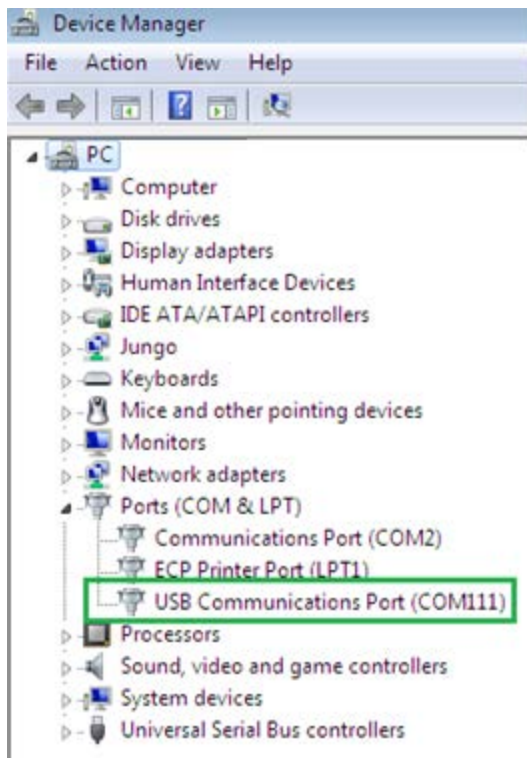 Device Manager
File Action View Help
PC
Computer
Disk drives
Display adapters
Human Interface Devices
IDE ATA/ATAPI controllers
Jungo
Keyboards
Mice and other pointing devices
Monitors
Network adapters
Ports (COM & LPT)
Communications Port (COM2)
ECP Printer Port (LPT1)
USB Communications Port (COM111)
Processors
Sound, video and game controllers
System devices
Universal Serial Bus controllers